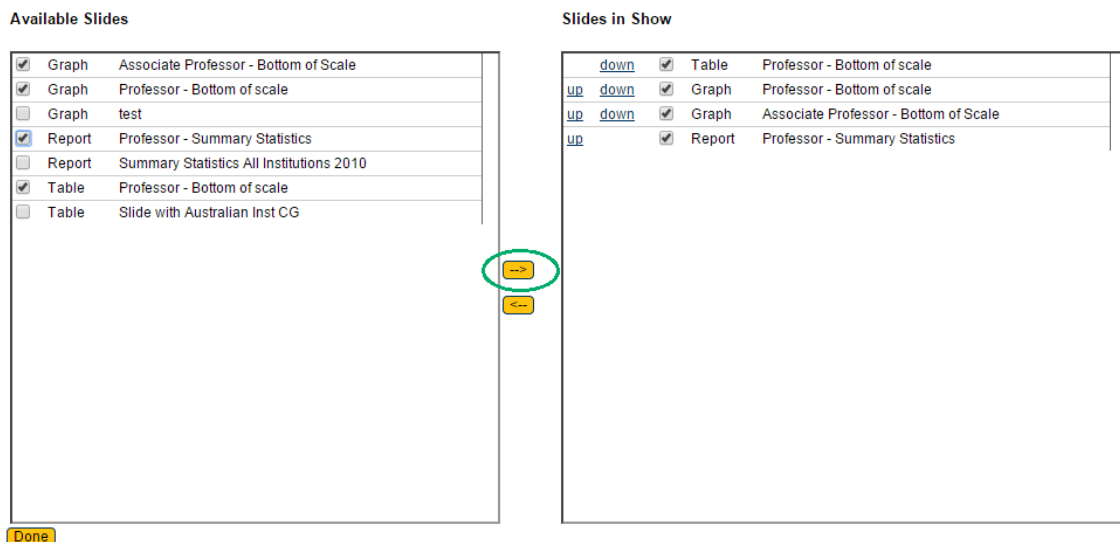 Available Slides
Graph Associate Professor - Bottom of Scale
Graph Professor - Bottom of scale
Graph test
Report Professor - Summary Statistics
Report Summary Statistics All Institutions 2010
Table Professor - Bottom of scale
Table Slide with Australian Inst CG
-->
<--
Done
Slides in Show
down Table Professor - Bottom of scale
up down Graph Professor - Bottom of scale
up down Graph Associate Professor - Bottom of Scale
up Report Professor - Summary Statistics